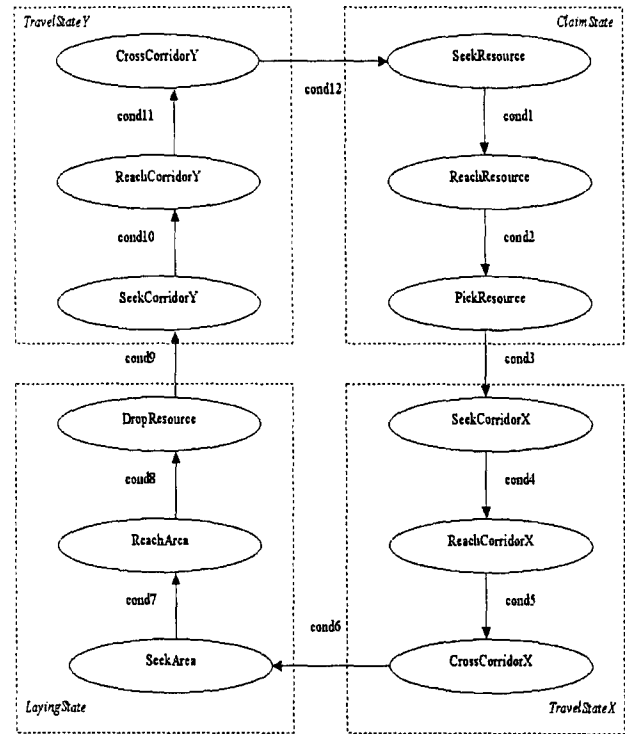 TravelStateY
ClaimState
CrossCorridorY
SeekResource
cond12
cond11
cond1
ReachCorridorY
ReachResource
cond10
cond2
SeekCorridorY
PickResource
cond9
cond3
DropResource
SeekCorridorX
cond8
cond4
ReachArea
ReachCorridorX
cond7
cond5
cond6
SeekArea
CrossCorridorX
LayingState
TravelStateX